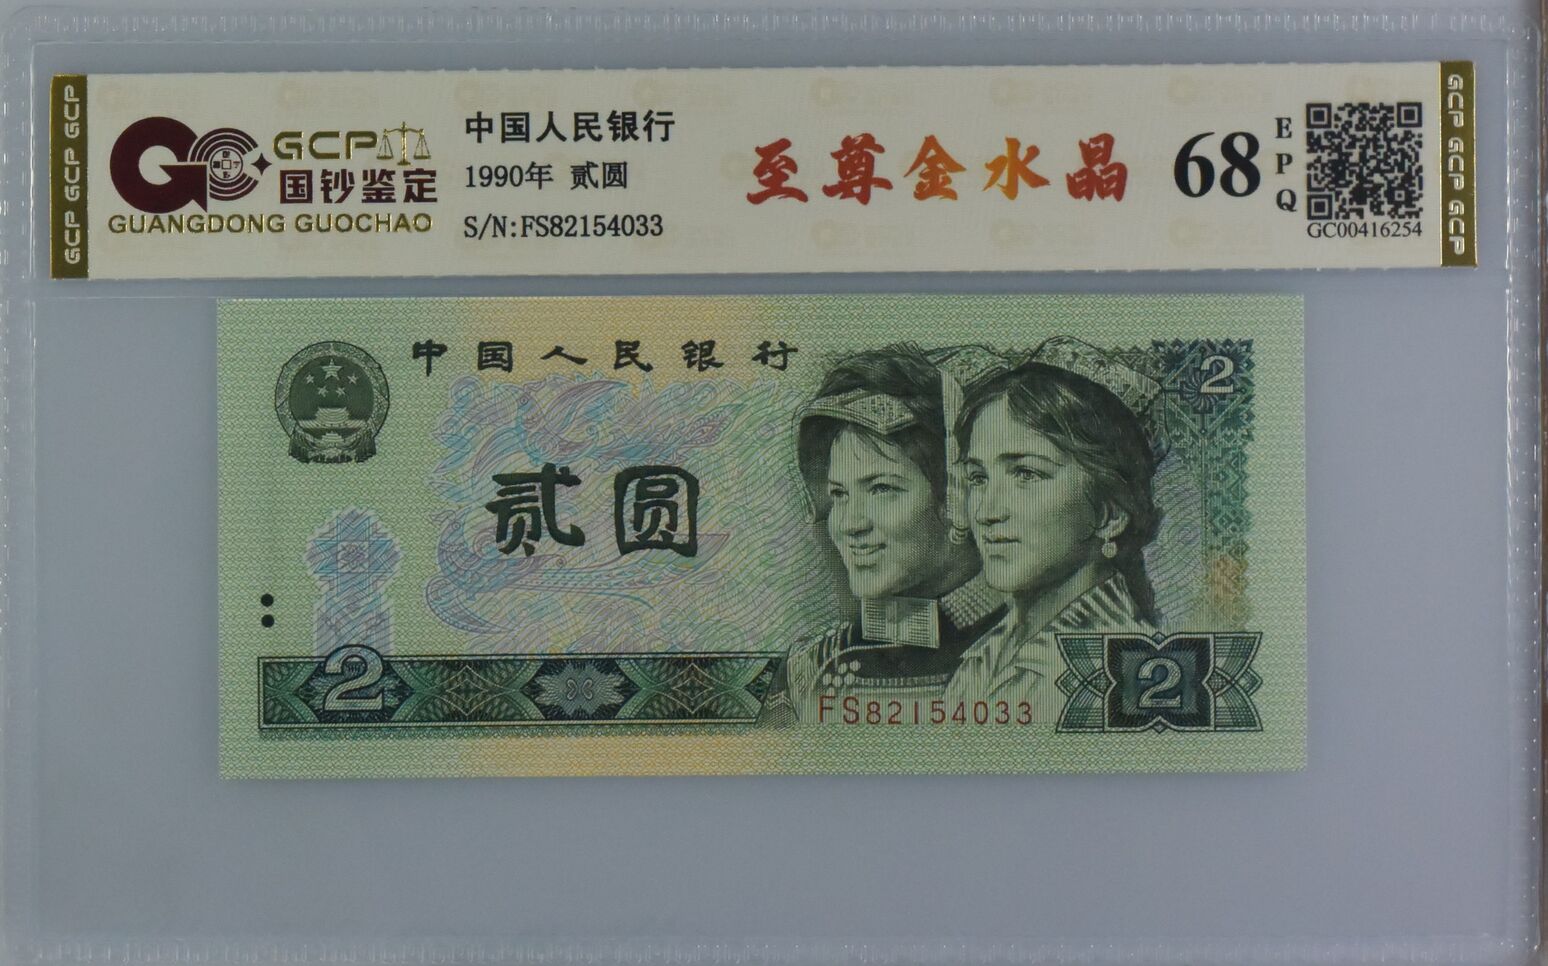 GCP GCP GCP
GCP
国钞鉴定
GUANGDONG GUOCHAO
中国人民银行
1990年 贰圆
S/N:FS82154033
至尊金水晶
68
EPQ
GC00416254
GCP GCP GCP
中国人民银行
2
贰圆
2
FS82154033
2